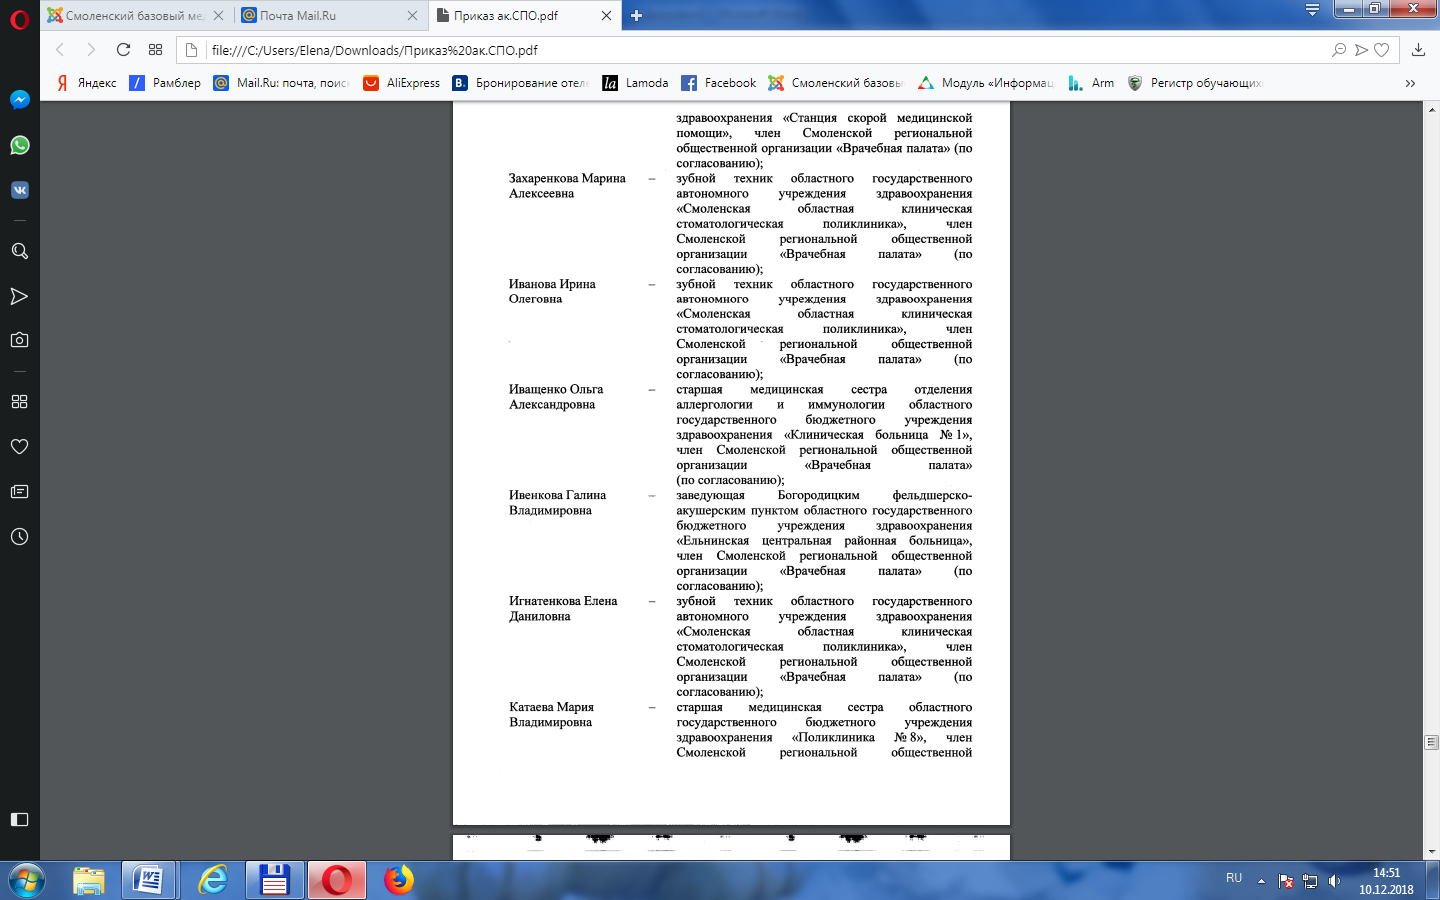 Смоленский базовый мед
Почта Mail.Ru
Приказ ак.СПО.pdf
file:///C:/Users/Elena/Downloads/Приказ%20ак.СПО.pdf
Яндекс
Рамблер
Mail.Ru: почта, поиск
AliExpress
Бронирование отеле
Lamoda
Facebook
Смоленский базовы
Модуль «Информац
Arm
Регистр обучающих
здравоохранения «Станция скорой медицинской
помощи», член Смоленской региональной
общественной организации «Врачебная палата» (по
согласованию);
Захаренкова Марина – зубной техник областного государственного
Алексеевна автономного учреждения здравоохранения
«Смоленская областная клиническая
стоматологическая поликлиника», член
Смоленской региональной общественной
организации «Врачебная палата» (по
согласованию);
Иванова Ирина – зубной техник областного государственного
Олеговна автономного учреждения здравоохранения
«Смоленская областная клиническая
стоматологическая поликлиника», член
Смоленской региональной общественной
организации «Врачебная палата» (по
согласованию);
Иващенко Ольга – старшая медицинская сестра отделения
Александровна аллергологии и иммунологии областного
государственного бюджетного учреждения
здравоохранения «Клиническая больница № 1»,
член Смоленской региональной общественной
организации «Врачебная палата»
(по согласованию);
Ивенкова Галина – заведующая Богородицким фельдшерско-
Владимировна акушерским пунктом областного государственного
бюджетного учреждения здравоохранения
«Ельнинская центральная районная больница»,
член Смоленской региональной общественной
организации «Врачебная палата» (по
согласованию);
Игнатенкова Елена – зубной техник областного государственного
Даниловна автономного учреждения здравоохранения
«Смоленская областная клиническая
стоматологическая поликлиника», член
Смоленской региональной общественной
организации «Врачебная палата» (по
согласованию);
Катаева Мария – старшая медицинская сестра областного
Владимировна государственного бюджетного учреждения
здравоохранения «Поликлиника № 8», член
Смоленской региональной общественной
RU
14:51
10.12.2018